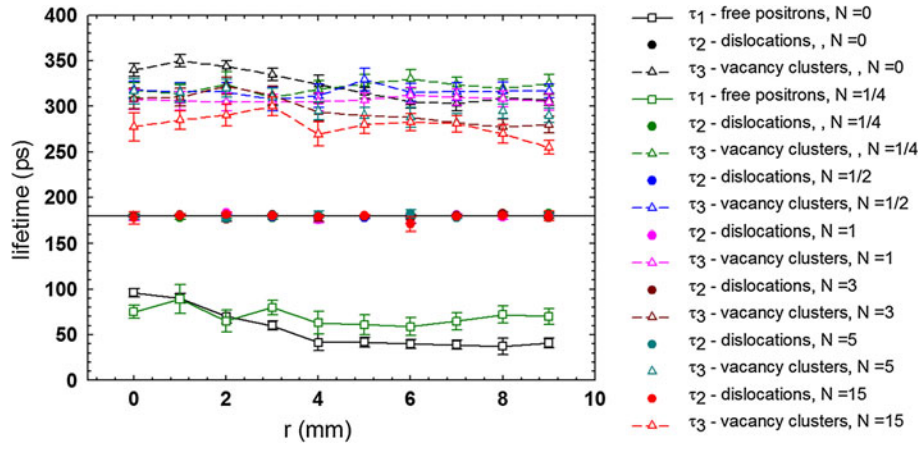 400
350
300
250
200
150
100
50
0
lifetime (ps)
0 2 4 6 8 10
r (mm)
τ1 - free positrons, N =0
τ2 - dislocations, , N =0
τ3 - vacancy clusters, , N =0
τ1 - free positrons, N =1/4
τ2 - dislocations, , N =1/4
τ3 - vacancy clusters, , N =1/4
τ2 - dislocations, N =1/2
τ3 - vacancy clusters, N =1/2
τ2 - dislocations, N =1
τ3 - vacancy clusters, N =1
τ2 - dislocations, N =3
τ3 - vacancy clusters, N =3
τ2 - dislocations, N =5
τ3 - vacancy clusters, N =5
τ2 - dislocations, N =15
τ3 - vacancy clusters, N =15